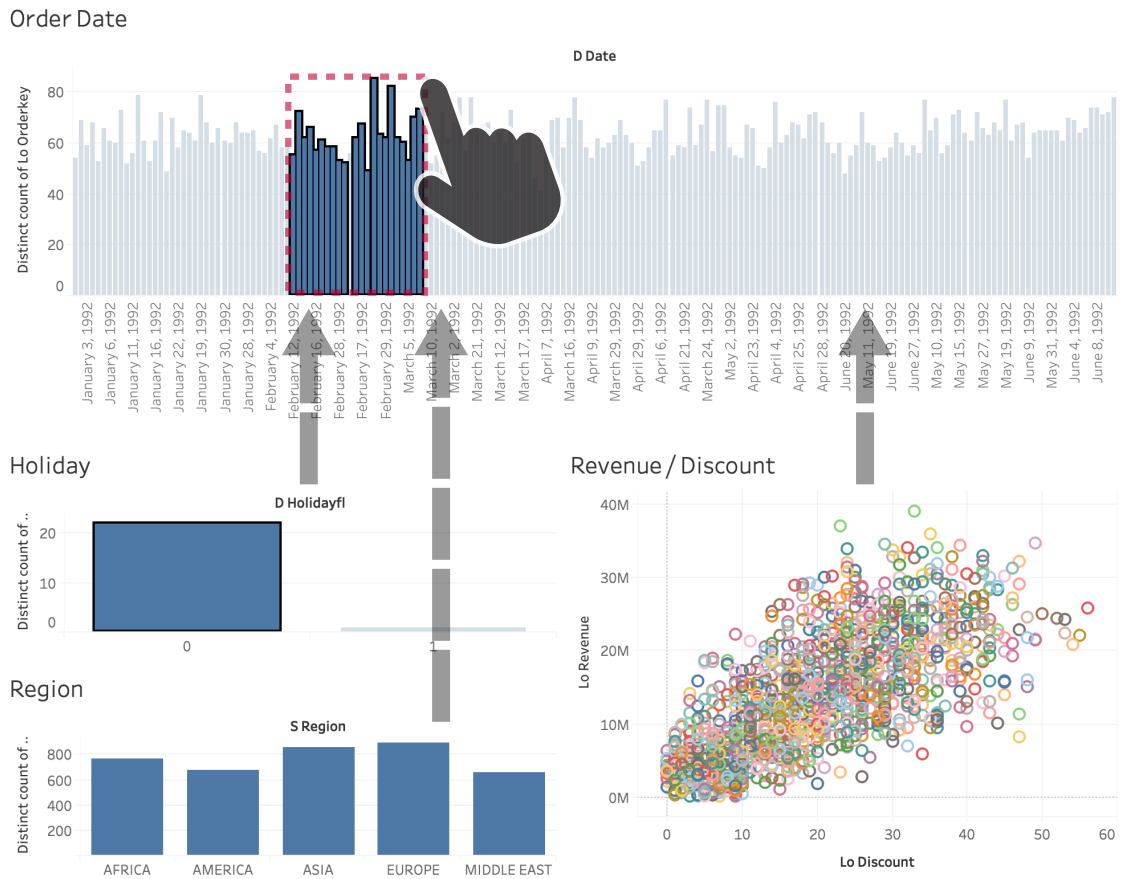 Order Date
D Date
Distinct count of Lo Orderkey
80
60
40
20
0
January 3, 1992
January 6, 1992
January 11, 1992
January 16, 1992
January 22, 1992
January 19, 1992
January 30, 1992
January 28, 1992
February 4, 1992
February 12, 1992
February 16, 1992
February 28, 1992
February 17, 1992
February 29, 1992
March 5, 1992
March 10, 1992
March 2, 1992
March 21, 1992
March 12, 1992
March 17, 1992
April 7, 1992
March 16, 1992
April 9, 1992
March 29, 1992
April 16, 1992
April 6, 1992
April 21, 1992
March 24, 1992
May 2, 1992
April 23, 1992
April 4, 1992
April 25, 1992
April 28, 1992
June 20, 1992
May 11, 1992
June 19, 1992
June 27, 1992
May 10, 1992
May 15, 1992
May 27, 1992
May 19, 1992
June 9, 1992
May 31, 1992
June 4, 1992
June 8, 1992
Holiday
D Holidayfl
Distinct count of ..
20
10
0
0
1
Region
S Region
Distinct count of ..
800
600
400
200
AFRICA
AMERICA
ASIA
EUROPE
MIDDLE EAST
Revenue / Discount
Lo Revenue
40M
30M
20M
10M
0M
0
10
20
30
40
50
60
Lo Discount